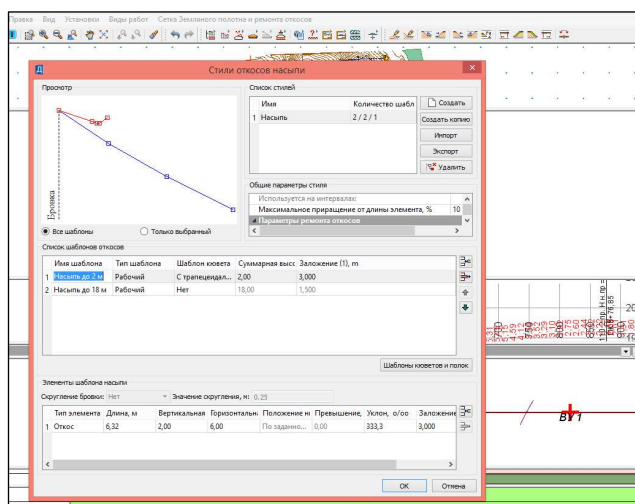 Правка Вид Установки Виды работ Сетка Земляного полотна и ремонта откосов
Стили откосов насыпи
Просмотр
Бровка
Все шаблоны
Только выбранный
Список стилей
Имя Количество шабл
1 Насыпь 2 / 2 / 1
Создать
Создать копию
Импорт
Экспорт
Удалить
Общие параметры стиля
Используется на интервалах:
Максимальное приращение от длины элемента, % 10
Параметры ремонта откосов
Список шаблонов откосов
Имя шаблона Тип шаблона Шаблон кювета Суммарная высс Заложение (1), m
1 Насыпь до 2 м Рабочий С трапецеидал... 2,00 3,000
2 Насыпь до 18 м Рабочий Нет 18,00 1,500
Шаблоны кюветов и полок
Элементы шаблона насыпи
Скругление бровки: Нет Значение скругления, м: 0,25
Тип элемента Длина, м Вертикальная Горизонтальн Положение н Превышение, Уклон, о/оо Заложение
1 Откос 6,32 2,00 6,00 По заданно... 0,00 333,3 3,000
OK Отмена
ВУ 1